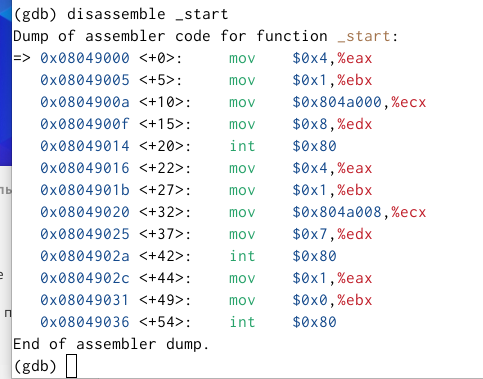 (gdb) disassemble _start
Dump of assembler code for function _start:
=> 0x08049000 <+0>:     mov    $0x4,%eax
   0x08049005 <+5>:     mov    $0x1,%ebx
   0x0804900a <+10>:    mov    $0x804a000,%ecx
   0x0804900f <+15>:    mov    $0x8,%edx
   0x08049014 <+20>:    int    $0x80
   0x08049016 <+22>:    mov    $0x4,%eax
   0x0804901b <+27>:    mov    $0x1,%ebx
   0x08049020 <+32>:    mov    $0x804a008,%ecx
   0x08049025 <+37>:    mov    $0x7,%edx
   0x0804902a <+42>:    int    $0x80
   0x0804902c <+44>:    mov    $0x1,%eax
   0x08049031 <+49>:    mov    $0x0,%ebx
   0x08049036 <+54>:    int    $0x80
End of assembler dump.
(gdb)